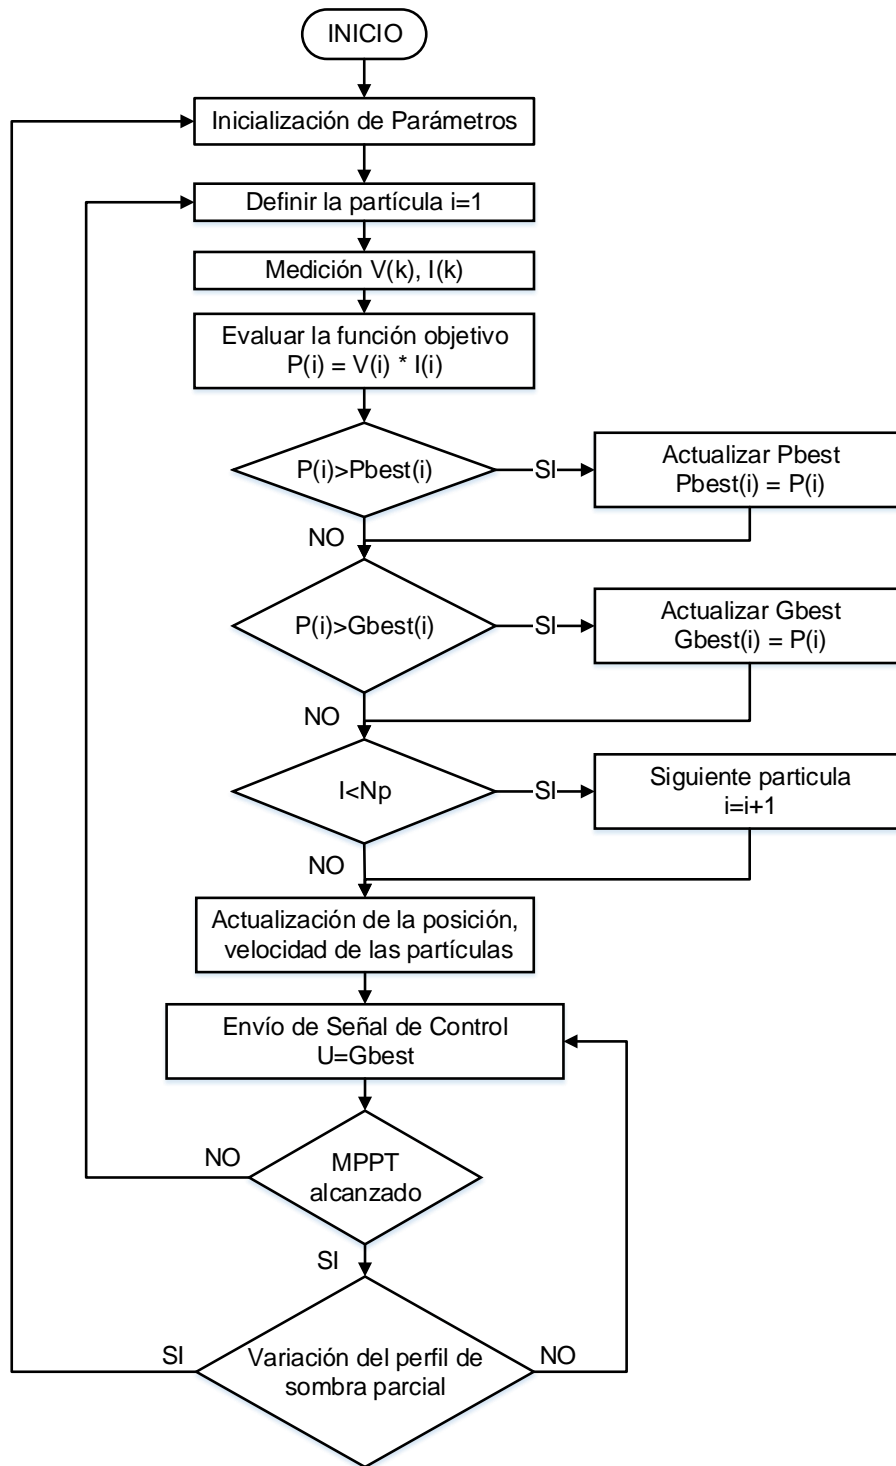 INICIO
Inicialización de Parámetros
Definir la partícula i=1
Medición V(k), I(k)
Evaluar la función objetivo
P(i) = V(i) * I(i)
P(i)>Pbest(i)
SI
Actualizar Pbest
Pbest(i) = P(i)
NO
P(i)>Gbest(i)
SI
Actualizar Gbest
Gbest(i) = P(i)
NO
I<Np
SI
Siguiente particula
i=i+1
NO
Actualización de la posición,
velocidad de las partículas
Envío de Señal de Control
U=Gbest
NO
MPPT
alcanzado
SI
SI
Variación del perfil de
sombra parcial
NO